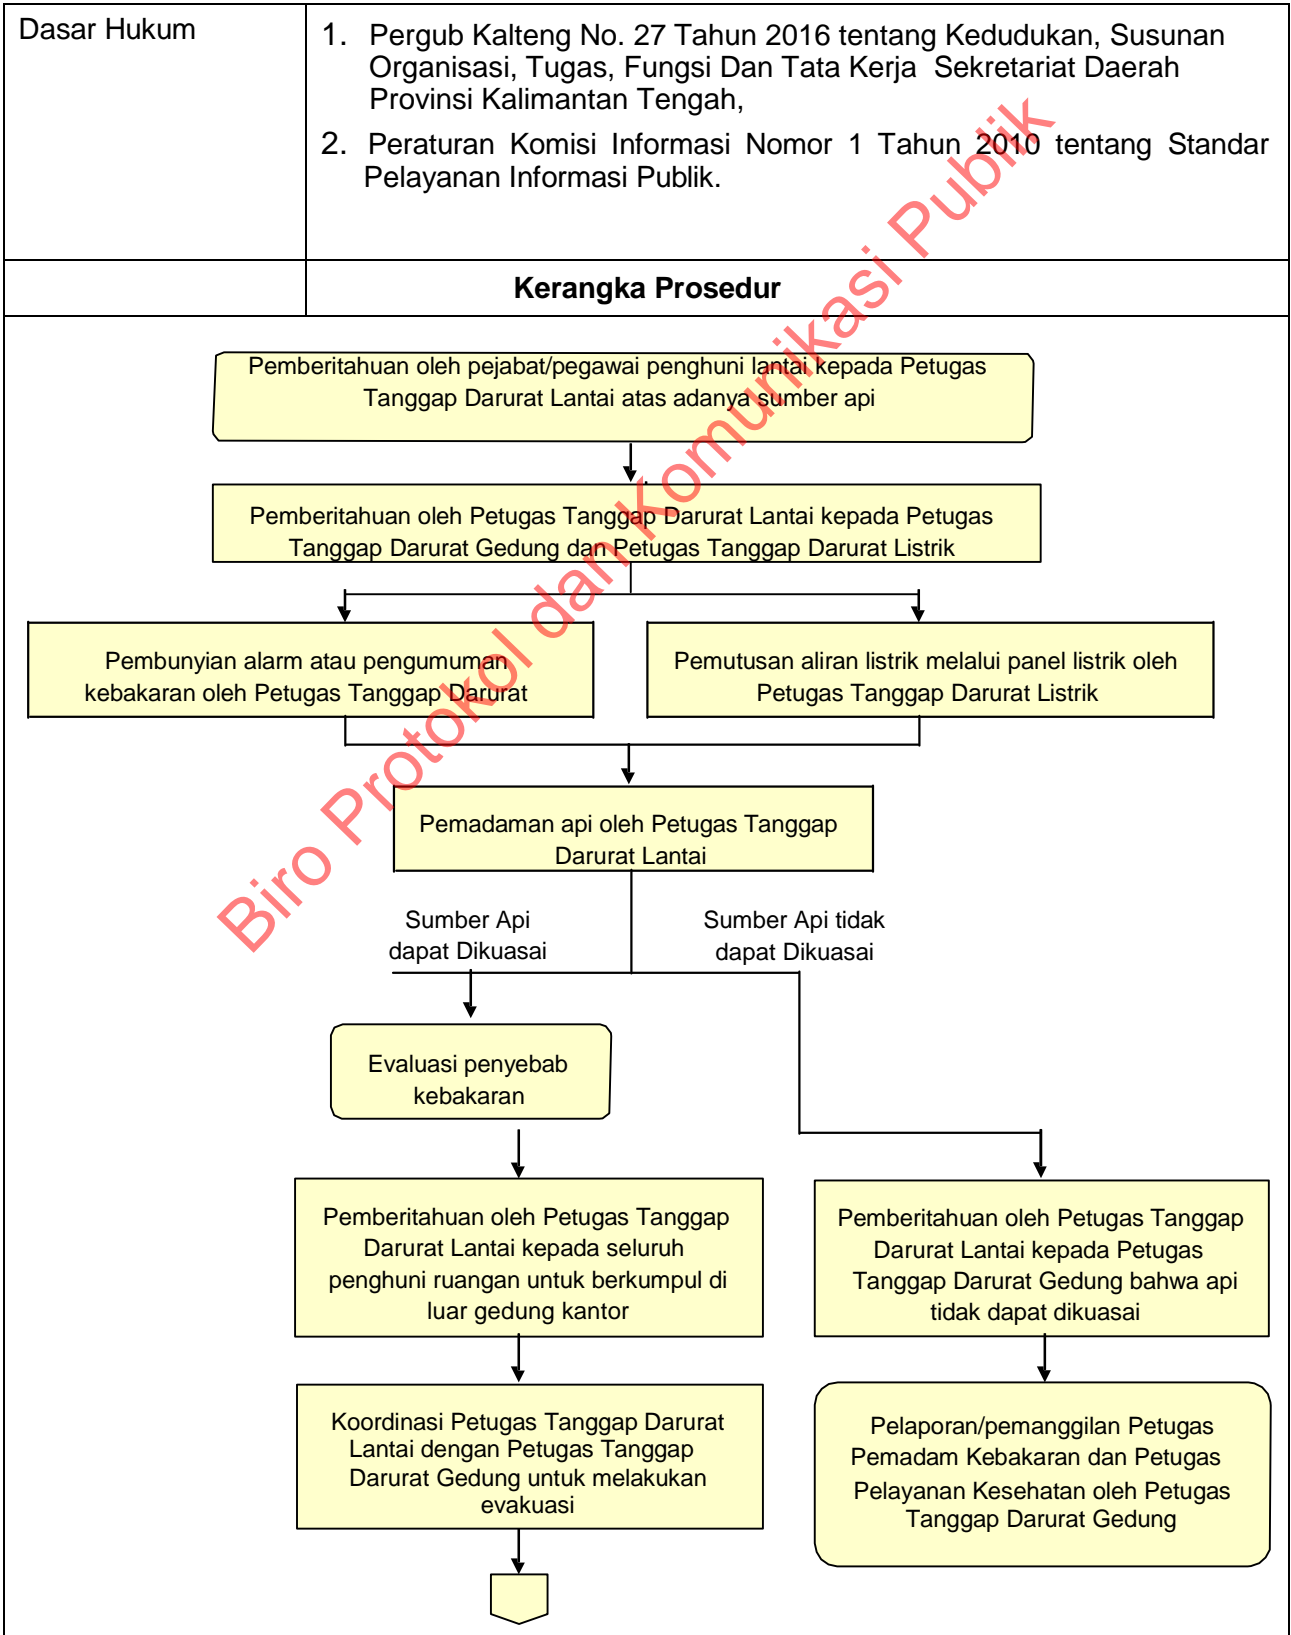 Dasar Hukum
1. Pergub Kalteng No. 27 Tahun 2016 tentang Kedudukan, Susunan
Organisasi, Tugas, Fungsi Dan Tata Kerja Sekretariat Daerah
Provinsi Kalimantan Tengah,
2. Peraturan Komisi Informasi Nomor 1 Tahun 2010 tentang Standar
Pelayanan Informasi Publik.
Kerangka Prosedur
Pemberitahuan oleh pejabat/pegawai penghuni lantai kepada Petugas
Tanggap Darurat Lantai atas adanya sumber api
Pemberitahuan oleh Petugas Tanggap Darurat Lantai kepada Petugas
Tanggap Darurat Gedung dan Petugas Tanggap Darurat Listrik
Pembunyian alarm atau pengumuman
kebakaran oleh Petugas Tanggap Darurat
Pemutusan aliran listrik melalui panel listrik oleh
Petugas Tanggap Darurat Listrik
Pemadaman api oleh Petugas Tanggap
Darurat Lantai
Sumber Api
dapat Dikuasai
Sumber Api tidak
dapat Dikuasai
Evaluasi penyebab
kebakaran
Pemberitahuan oleh Petugas Tanggap
Darurat Lantai kepada seluruh
penghuni ruangan untuk berkumpul di
luar gedung kantor
Pemberitahuan oleh Petugas Tanggap
Darurat Lantai kepada Petugas
Tanggap Darurat Gedung bahwa api
tidak dapat dikuasai
Koordinasi Petugas Tanggap Darurat
Lantai dengan Petugas Tanggap
Darurat Gedung untuk melakukan
evakuasi
Pelaporan/pemanggilan Petugas
Pemadam Kebakaran dan Petugas
Pelayanan Kesehatan oleh Petugas
Tanggap Darurat Gedung
Biro Protokol dan Komunikasi Publik